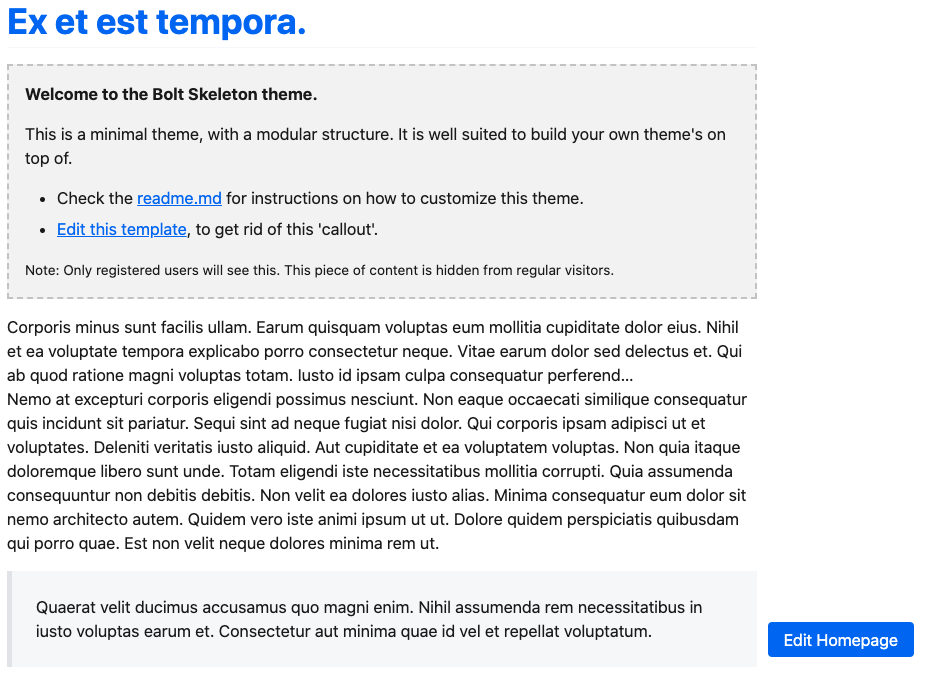 Ex et est tempora.
Welcome to the Bolt Skeleton theme.
This is a minimal theme, with a modular structure. It is well suited to build your own theme's on
top of.
• Check the readme.md for instructions on how to customize this theme.
• Edit this template, to get rid of this 'callout'.
Note: Only registered users will see this. This piece of content is hidden from regular visitors.
Corporis minus sunt facilis ullam. Earum quisquam voluptas eum mollitia cupiditate dolor eius. Nihil
et ea voluptate tempora explicabo porro consectetur neque. Vitae earum dolor sed delectus et. Qui
ab quod ratione magni voluptas totam. Iusto id ipsam culpa consequatur perferend…
Nemo at excepturi corporis eligendi possimus nesciunt. Non eaque occaecati similique consequatur
quis incidunt sit pariatur. Sequi sint ad neque fugiat nisi dolor. Qui corporis ipsam adipisci ut et
voluptates. Deleniti veritatis iusto aliquid. Aut cupiditate et ea voluptatem voluptas. Non quia itaque
doloremque libero sunt unde. Totam eligendi iste necessitatibus mollitia corrupti. Quia assumenda
consequuntur non debitis debitis. Non velit ea dolores iusto alias. Minima consequatur eum dolor sit
nemo architecto autem. Quidem vero iste animi ipsum ut ut. Dolore quidem perspiciatis quibusdam
qui porro quae. Est non velit neque dolores minima rem ut.
Quaerat velit ducimus accusamus quo magni enim. Nihil assumenda rem necessitatibus in
iusto voluptas earum et. Consectetur aut minima quae id vel et repellat voluptatum.
Edit Homepage